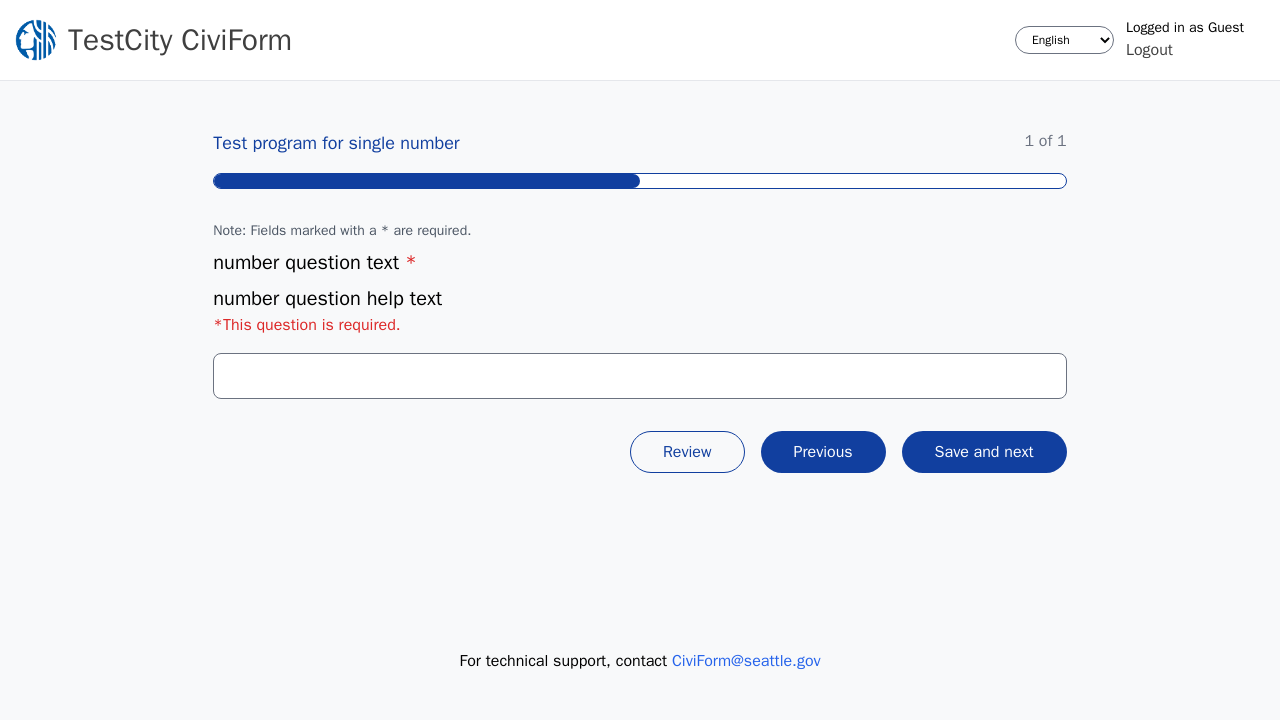 TestCity CiviForm
English
Logged in as Guest
Logout
Test program for single number
1 of 1
Note: Fields marked with a * are required.
number question text *
number question help text
*This question is required.
Review
Previous
Save and next
For technical support, contact CiviForm@seattle.gov